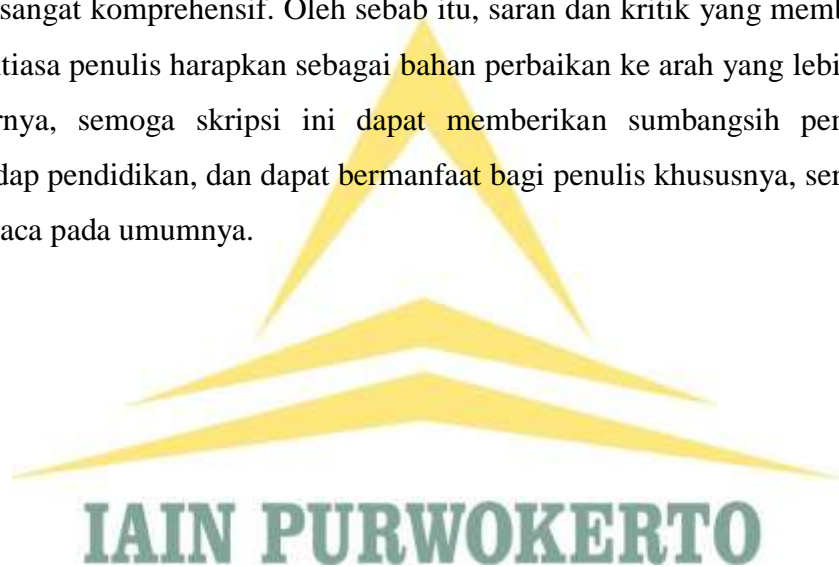 sangat komprehensif. Oleh sebab itu, saran dan kritik yang
penulis harapkan sebagai bahan perbaikan ke arah yang lebi
semoga skripsi ini dapat memberikan sumbangsih
pendidikan, dan dapat bermanfaat bagi penulis khususnya,
pada umumnya.
IAIN PURWOKERTO